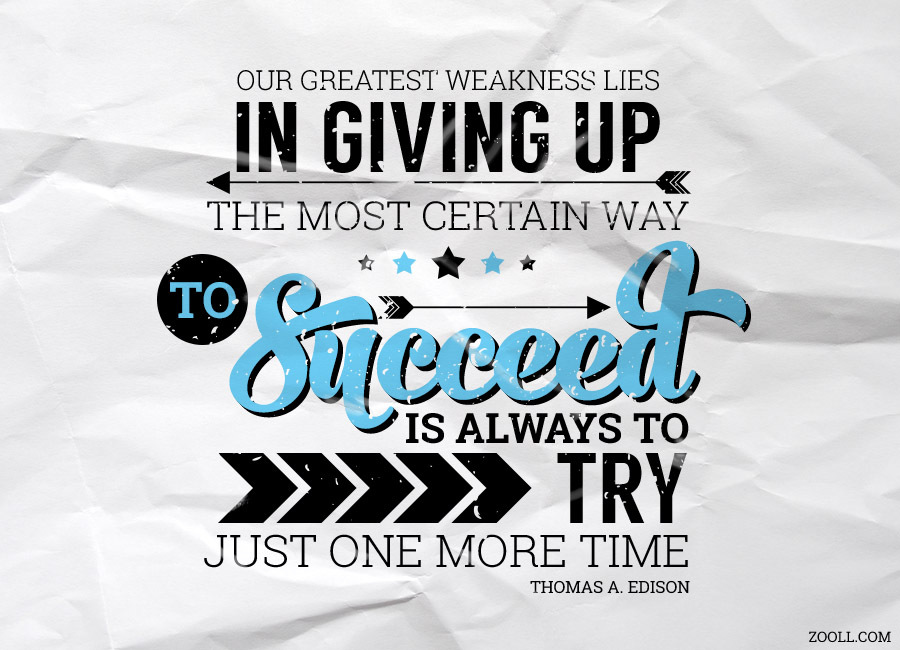 OUR GREATEST WEAKNESS LIES
IN GIVING UP
THE MOST CERTAIN WAY
TO Succeed
IS ALWAYS TO
TRY
JUST ONE MORE TIME
THOMAS A. EDISON
ZOOLL.COM